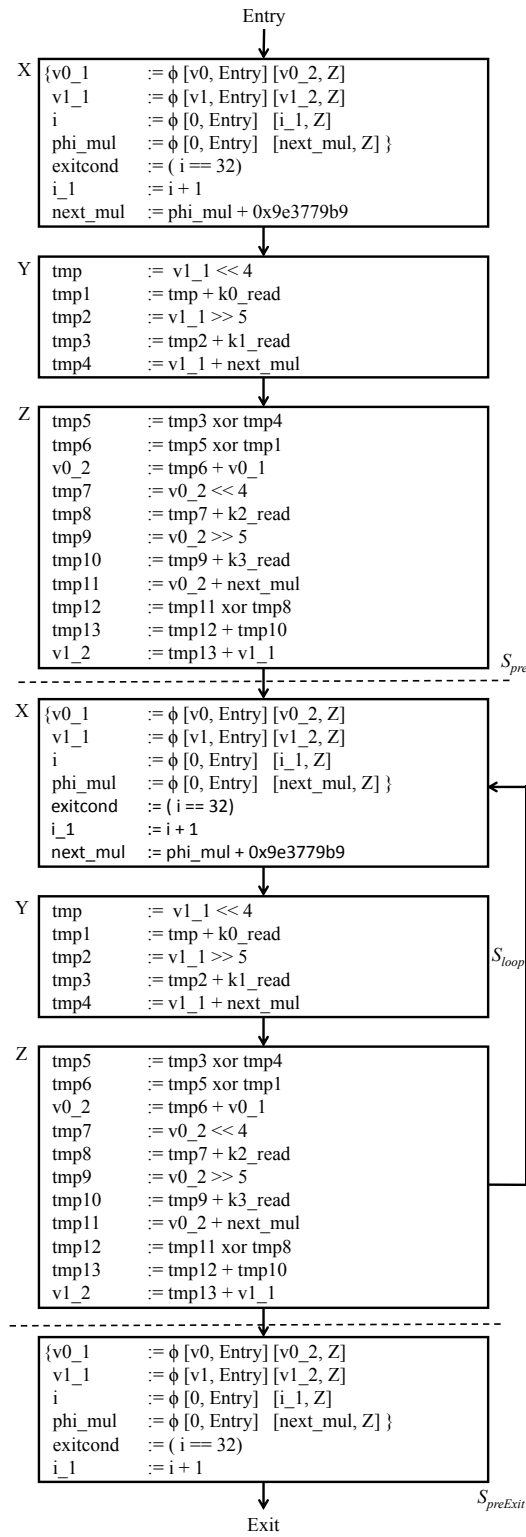 Entry
X
{v0_1 := ϕ [v0, Entry] [v0_2, Z]
v1_1 := ϕ [v1, Entry] [v1_2, Z]
i := ϕ [0, Entry] [i_1, Z]
phi_mul := ϕ [0, Entry] [next_mul, Z] }
exitcond := ( i == 32)
i_1 := i + 1
next_mul := phi_mul + 0x9e3779b9
Y
tmp := v1_1 << 4
tmp1 := tmp + k0_read
tmp2 := v1_1 >> 5
tmp3 := tmp2 + k1_read
tmp4 := v1_1 + next_mul
Z
tmp5 := tmp3 xor tmp4
tmp6 := tmp5 xor tmp1
v0_2 := tmp6 + v0_1
tmp7 := v0_2 << 4
tmp8 := tmp7 + k2_read
tmp9 := v0_2 >> 5
tmp10 := tmp9 + k3_read
tmp11 := v0_2 + next_mul
tmp12 := tmp11 xor tmp8
tmp13 := tmp12 + tmp10
v1_2 := tmp13 + v1_1
S_pre
X
{v0_1 := ϕ [v0, Entry] [v0_2, Z]
v1_1 := ϕ [v1, Entry] [v1_2, Z]
i := ϕ [0, Entry] [i_1, Z]
phi_mul := ϕ [0, Entry] [next_mul, Z] }
exitcond := ( i == 32)
i_1 := i + 1
next_mul := phi_mul + 0x9e3779b9
Y
tmp := v1_1 << 4
tmp1 := tmp + k0_read
tmp2 := v1_1 >> 5
tmp3 := tmp2 + k1_read
tmp4 := v1_1 + next_mul
S_loop
Z
tmp5 := tmp3 xor tmp4
tmp6 := tmp5 xor tmp1
v0_2 := tmp6 + v0_1
tmp7 := v0_2 << 4
tmp8 := tmp7 + k2_read
tmp9 := v0_2 >> 5
tmp10 := tmp9 + k3_read
tmp11 := v0_2 + next_mul
tmp12 := tmp11 xor tmp8
tmp13 := tmp12 + tmp10
v1_2 := tmp13 + v1_1
{v0_1 := ϕ [v0, Entry] [v0_2, Z]
v1_1 := ϕ [v1, Entry] [v1_2, Z]
i := ϕ [0, Entry] [i_1, Z]
phi_mul := ϕ [0, Entry] [next_mul, Z] }
exitcond := ( i == 32)
i_1 := i + 1
S_preExit
Exit